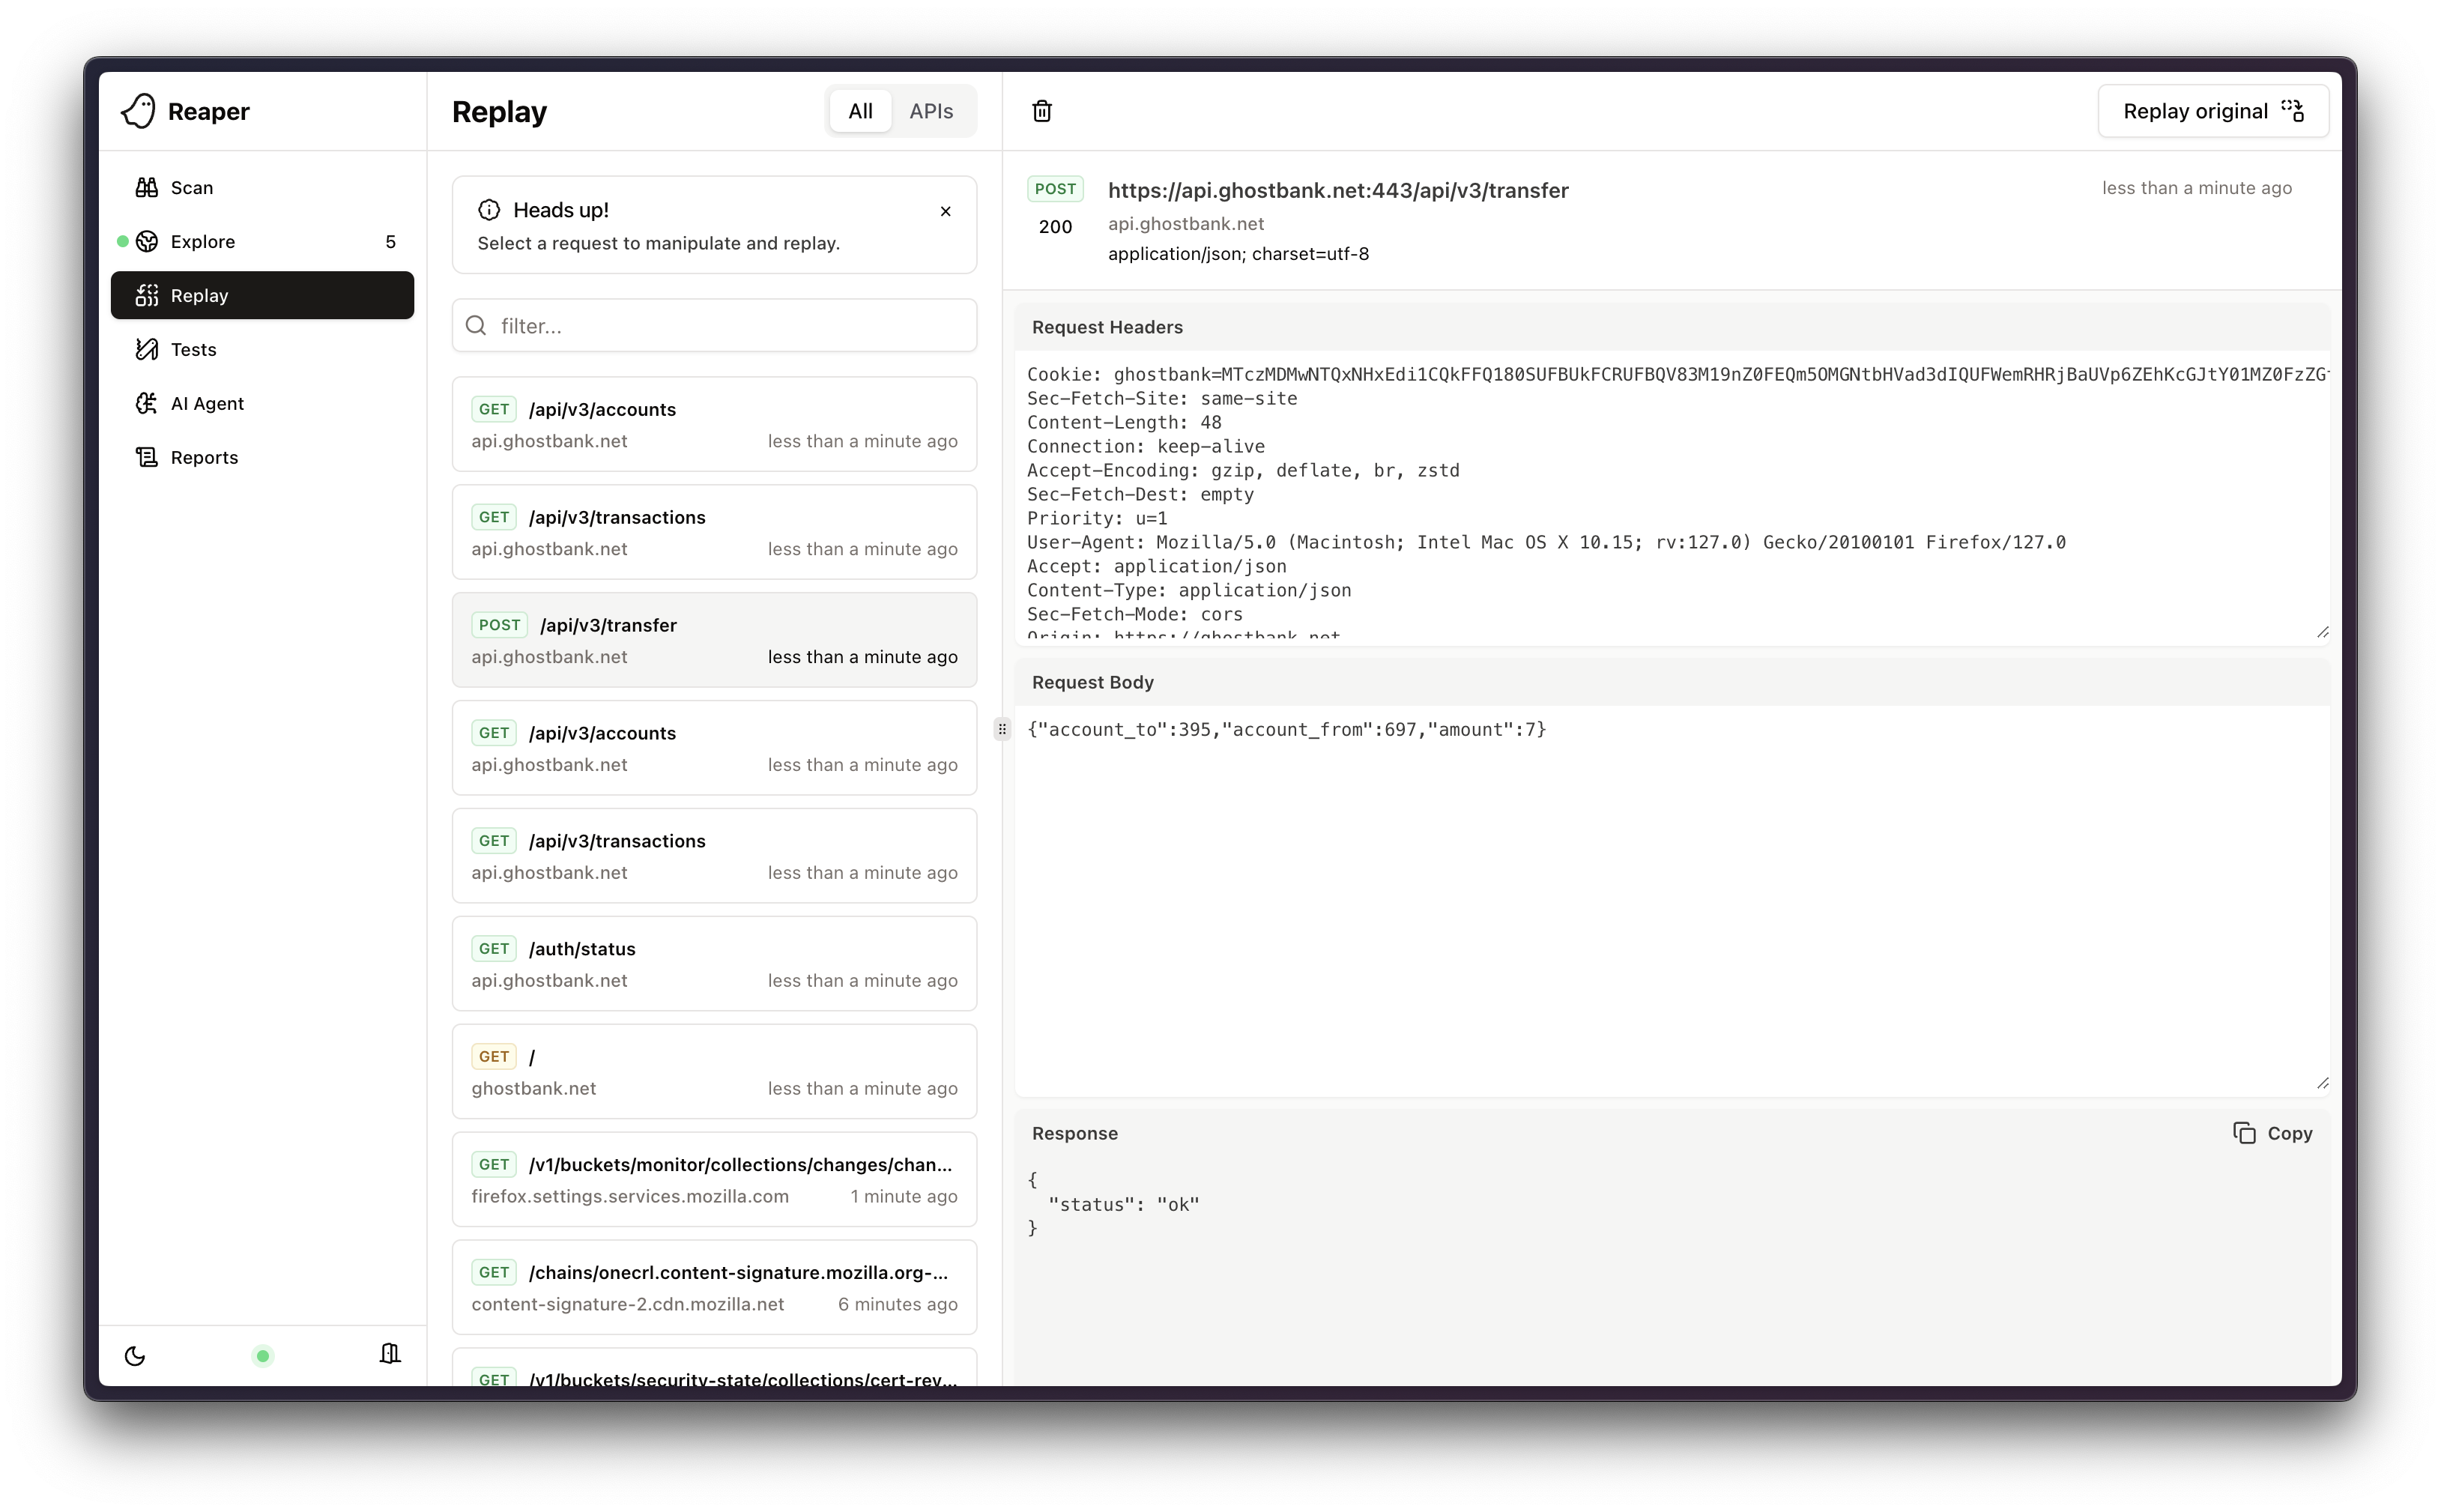 Reaper
Scan
Explore 5
Replay
Tests
AI Agent
Reports
Replay
All APIs
Heads up!
Select a request to manipulate and replay.
filter...
GET /api/v3/accounts
api.ghostbank.net less than a minute ago
GET /api/v3/transactions
api.ghostbank.net less than a minute ago
POST /api/v3/transfer
api.ghostbank.net less than a minute ago
GET /api/v3/accounts
api.ghostbank.net less than a minute ago
GET /api/v3/transactions
api.ghostbank.net less than a minute ago
GET /auth/status
api.ghostbank.net less than a minute ago
GET /
ghostbank.net less than a minute ago
GET /v1/buckets/monitor/collections/changes/chan...
firefox.settings.services.mozilla.com 1 minute ago
GET /chains/onecrl.content-signature.mozilla.org-...
content-signature-2.cdn.mozilla.net 6 minutes ago
GET /v1/buckets/security-state/collections/cert-rev...
Replay original
POST https://api.ghostbank.net:443/api/v3/transfer less than a minute ago
200 api.ghostbank.net
application/json; charset=utf-8
Request Headers
Cookie: ghostbank=MTczMDMwNTQxNHxEdi1CQkFFQ180SUFBUkFCRUFBQV83M19nZ0FEQm5OMGNtbHVad3dIQUFWemRHRjBaUVp6ZEhKcGJtY01MZ0FzZG
Sec-Fetch-Site: same-site
Content-Length: 48
Connection: keep-alive
Accept-Encoding: gzip, deflate, br, zstd
Sec-Fetch-Dest: empty
Priority: u=1
User-Agent: Mozilla/5.0 (Macintosh; Intel Mac OS X 10.15; rv:127.0) Gecko/20100101 Firefox/127.0
Accept: application/json
Content-Type: application/json
Sec-Fetch-Mode: cors
Origin: https://ghostbank.net
Request Body
{"account_to":395,"account_from":697,"amount":7}
Response Copy
{
"status": "ok"
}